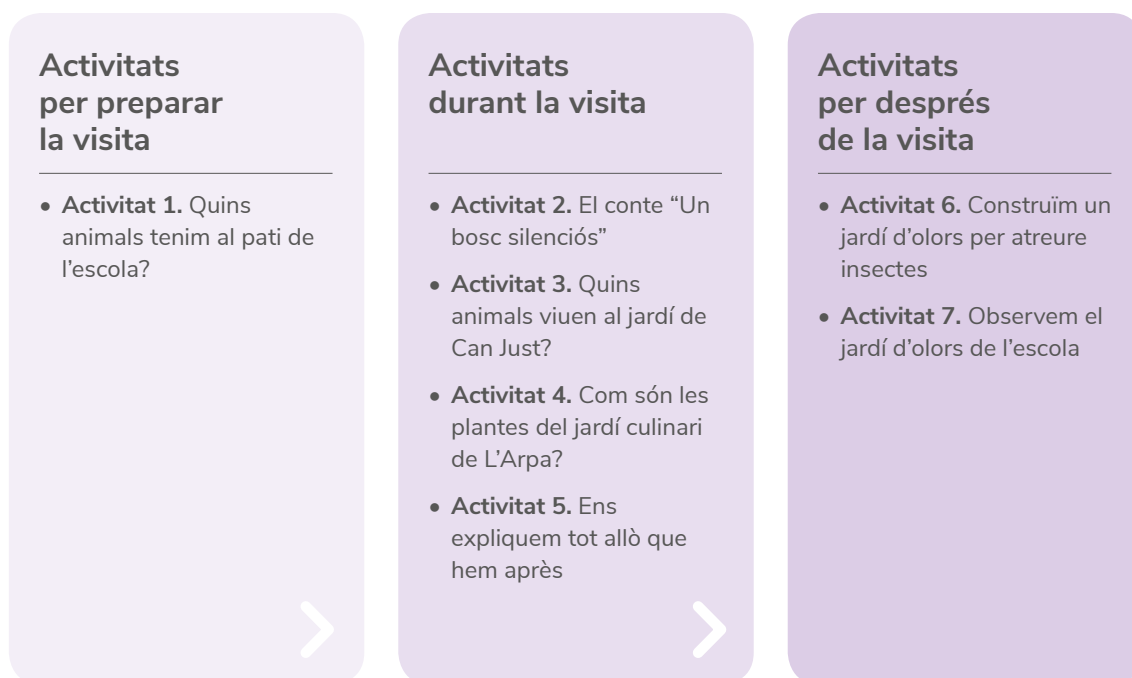 Activitats
per preparar
la visita
• Activitat 1. Quins
animals tenim al pati de
l’escola?
Activitats
durant la visita
• Activitat 2. El conte “Un
bosc silenciós”
• Activitat 3. Quins
animals viuen al jardí de
Can Just?
• Activitat 4. Com són les
plantes del jardí culinari
de L’Arpa?
• Activitat 5. Ens
expliquem tot allò que
hem après
Activitats
per després
de la visita
• Activitat 6. Construïm un
jardí d’olors per atreure
insectes
• Activitat 7. Observem el
jardí d’olors de l’escola